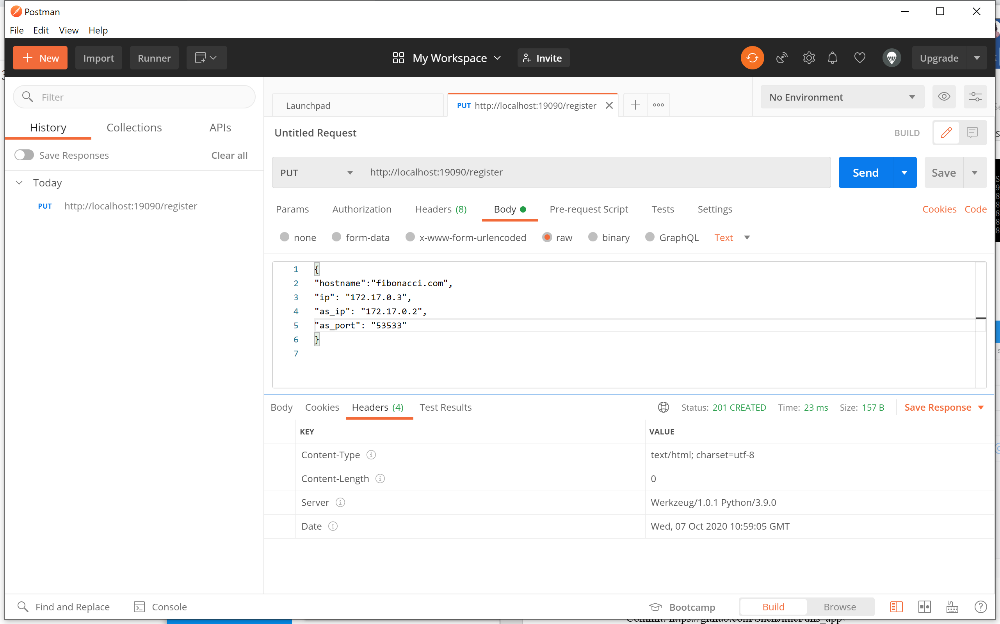 Postman
File Edit View Help
+ New Import Runner My Workspace Invite Upgrade
Filter
History Collections APIs
Save Responses Clear all
Today
PUT http://localhost:19090/register
Launchpad PUT http://localhost:19090/register
No Environment
Untitled Request BUILD
PUT http://localhost:19090/register Send Save
Params Authorization Headers (8) Body Pre-request Script Tests Settings Cookies Code
none form-data x-www-form-urlencoded raw binary GraphQL Text
1 {
2 "hostname":"fibonacci.com",
3 "ip": "172.17.0.3",
4 "as_ip": "172.17.0.2",
5 "as_port": "53533"
6 }
7
Body Cookies Headers (4) Test Results Status: 201 CREATED Time: 23 ms Size: 157 B Save Response
KEY VALUE
Content-Type text/html; charset=utf-8
Content-Length 0
Server Werkzeug/1.0.1 Python/3.9.0
Date Wed, 07 Oct 2020 10:59:05 GMT
Find and Replace Console Bootcamp Build Browse